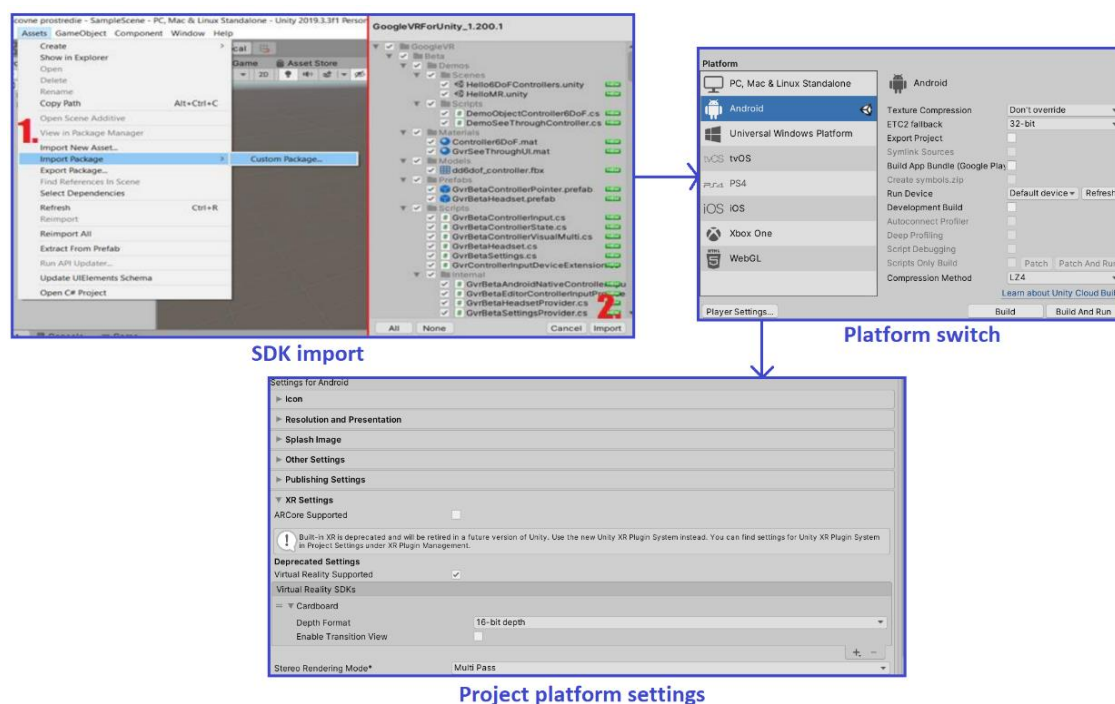 covne prostredie - SampleScene - PC, Mac & Linux Standalone - Unity 2019.3.3f1 Person
Assets GameObject Component Window Help
Create
Show in Explorer
Open
Delete
Rename
Copy Path Alt+Ctrl+C
Open Scene Additive
1.
View in Package Manager
Import New Asset...
Import Package Custom Package...
Export Package...
Find References In Scene
Select Dependencies
Refresh Ctrl+R
Reimport
Reimport All
Extract From Prefab
Run API Updater...
Update UIElements Schema
Open C# Project
cal
Game Asset Store
2D
GoogleVRForUnity_1.200.1
GoogleVR
Beta
Demos
Scenes
Hello6DoFControllers.unity
HelloMR.unity
Scripts
DemoObjectController6DoF.cs
DemoSeeThroughController.cs
Materials
Controller6DoF.mat
GvrSeeThroughUI.mat
Models
dd6dof_controller.fbx
Prefabs
GvrBetaControllerPointer.prefab
GvrBetaHeadset.prefab
Scripts
GvrBetaControllerInput.cs
GvrBetaControllerState.cs
GvrBetaControllerVisualMulti.cs
GvrBetaHeadset.cs
GvrBetaSettings.cs
GvrControllerInputDeviceExtension
Internal
GvrBetaAndroidNativeController
GvrBetaEditorControllerInputPro
GvrBetaHeadsetProvider.cs
GvrBetaSettingsProvider.cs
2.
All None Cancel Import
SDK import
Platform
PC, Mac & Linux Standalone
Android
Universal Windows Platform
tvOS tvOS
PS4 PS4
iOS iOS
Xbox One
HTML 5 WebGL
Android
Texture Compression Don't override
ETC2 fallback 32-bit
Export Project
Symlink Sources
Build App Bundle (Google Play
Create symbols.zip
Run Device Default device Refresh
Development Build
Autoconnect Profiler
Deep Profiling
Script Debugging
Scripts Only Build Patch Patch And Run
Compression Method LZ4
Learn about Unity Cloud Buil
Player Settings... Build Build And Run
Platform switch
Settings for Android
Icon
Resolution and Presentation
Splash Image
Other Settings
Publishing Settings
XR Settings
ARCore Supported
! Built-in XR is deprecated and will be retired in a future version of Unity. Use the new Unity XR Plugin System instead. You can find settings for Unity XR Plugin System
in Project Settings under XR Plugin Management.
Deprecated Settings
Virtual Reality Supported
Virtual Reality SDKs
Cardboard
Depth Format 16-bit depth
Enable Transition View
Stereo Rendering Mode* Multi Pass
Project platform settings